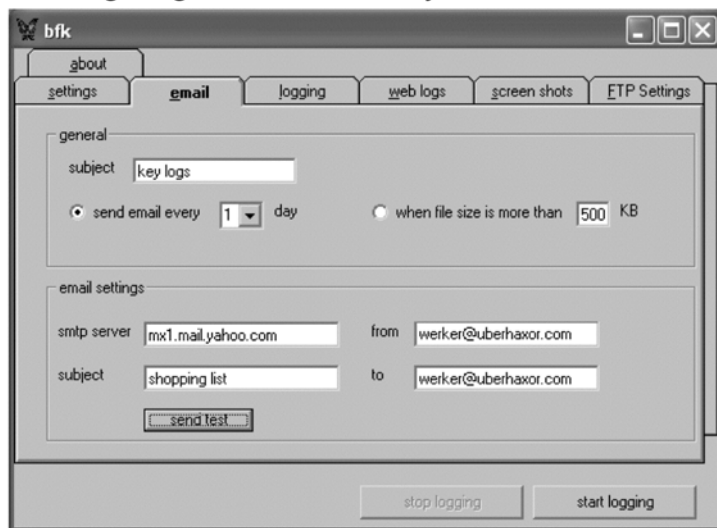 bfk
about
settings email logging web logs screen shots FTP Settings
general
subject key logs
send email every 1 day when file size is more than 500 KB
email settings
smtp server mx1.mail.yahoo.com from werker@uberhaxor.com
subject shopping list to werker@uberhaxor.com
send test
stop logging start logging